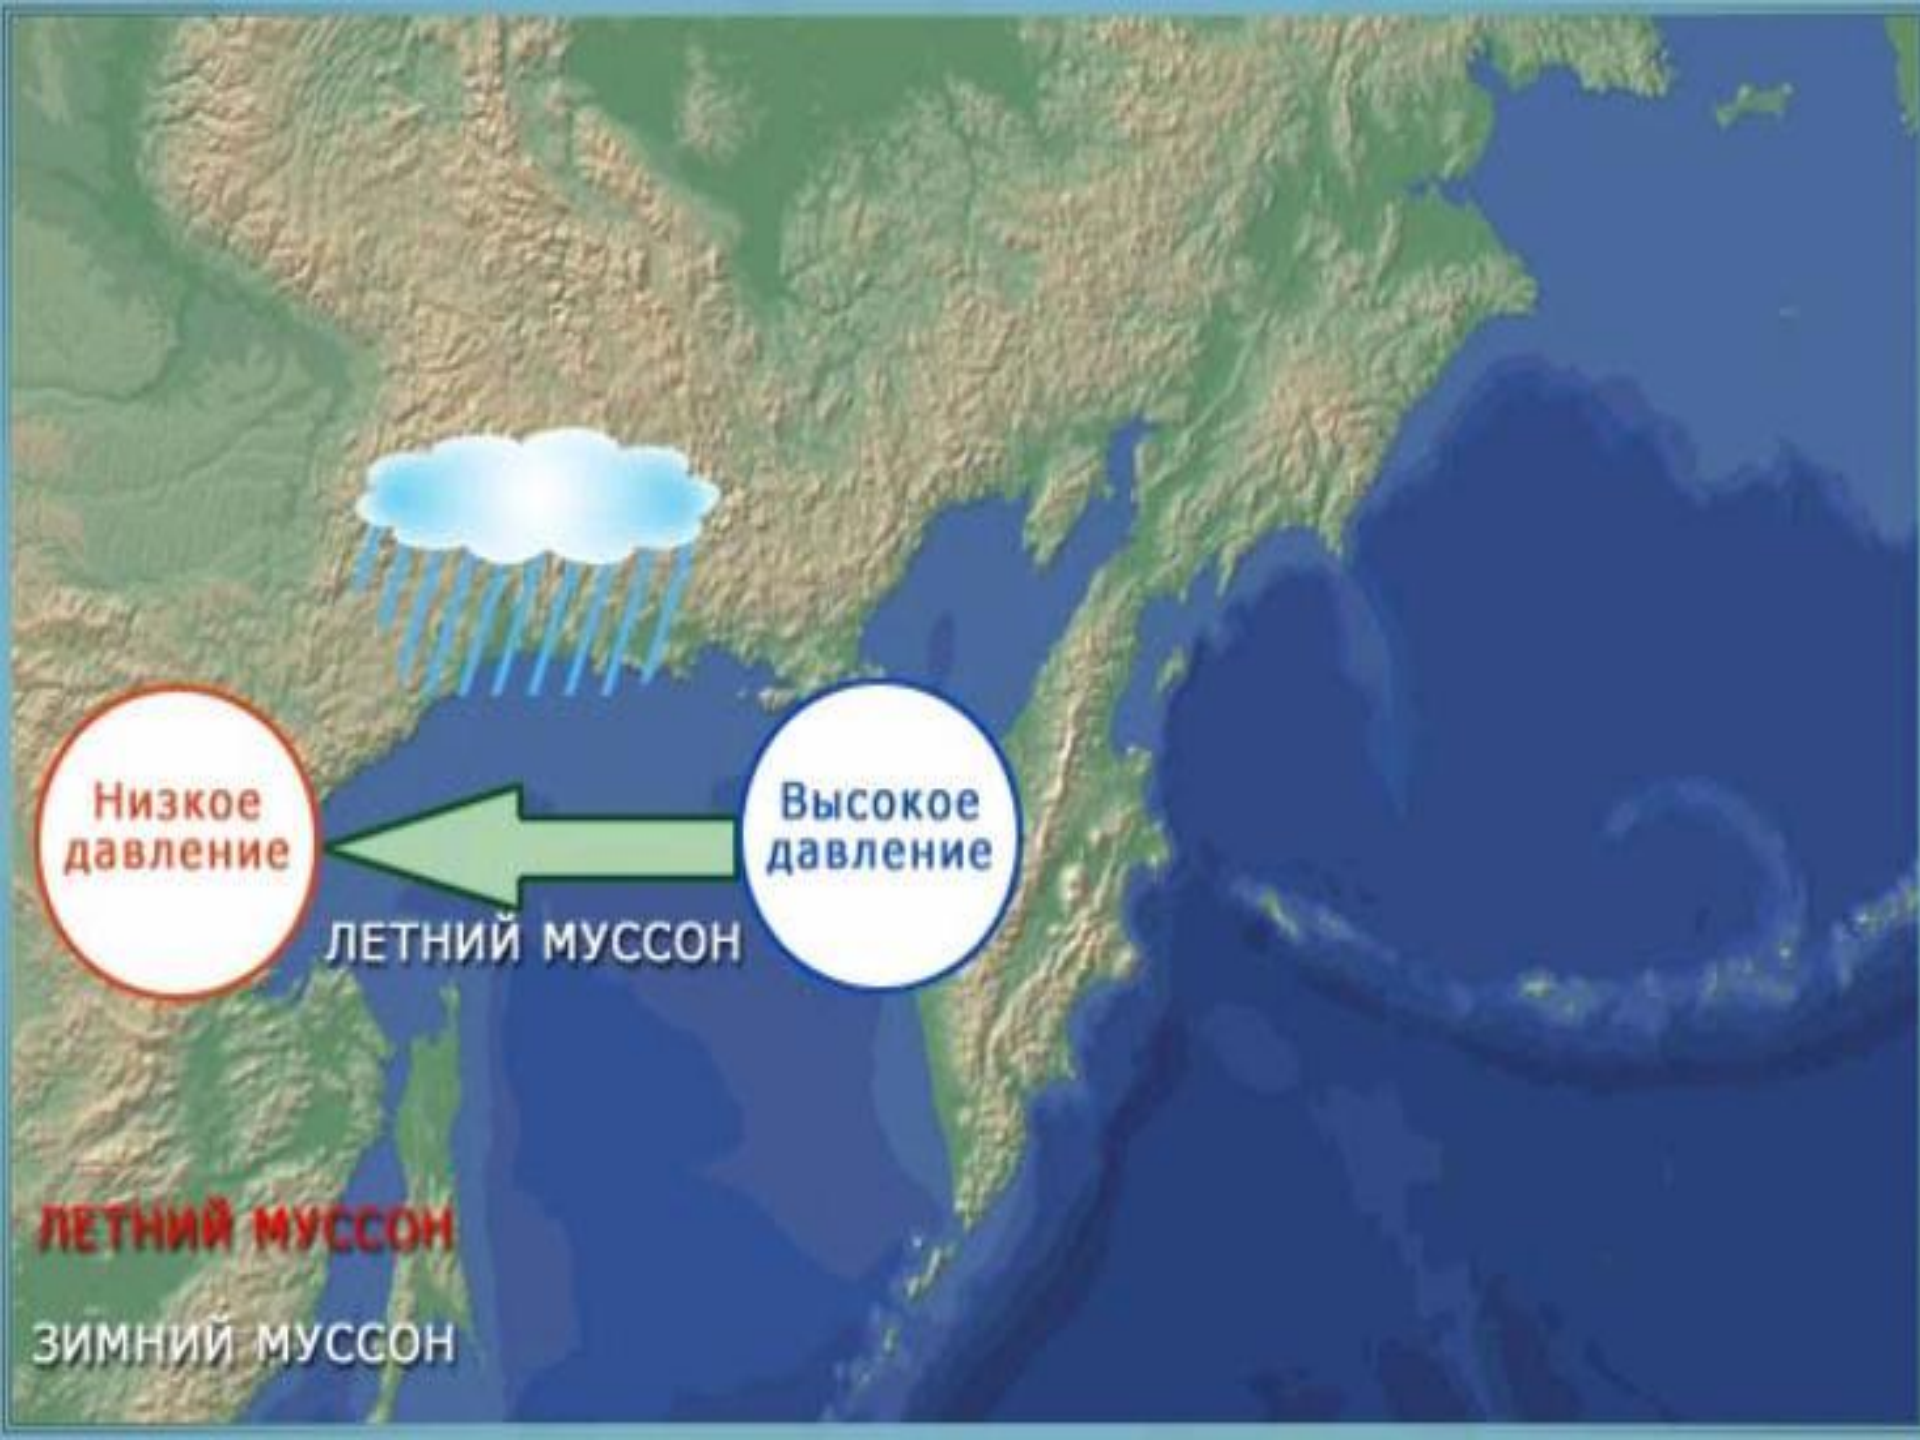 Низкое
давление
Высокое
давление
ЛЕТНИЙ МУССОН
ЛЕТНИЙ МУССОН
ЗИМНИЙ МУССОН